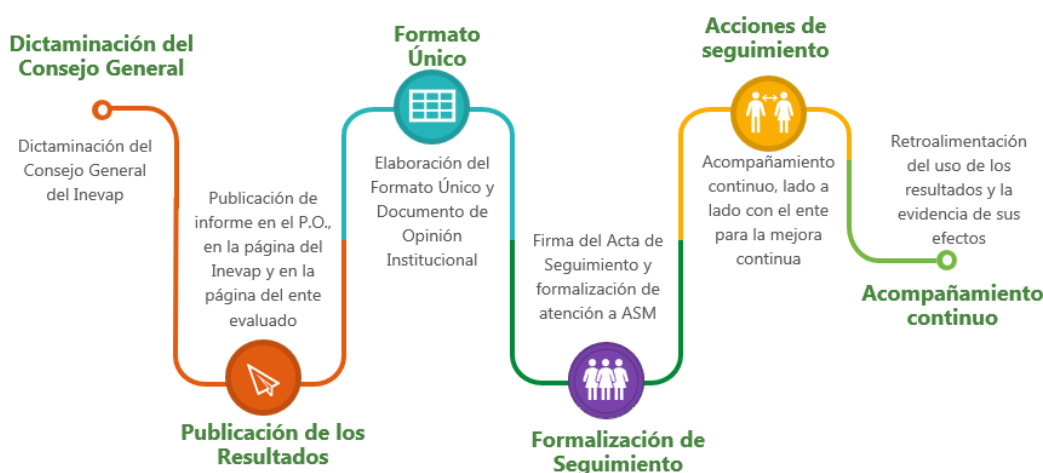 Dictaminación del
Consejo General
Dictaminación del
Consejo General
del Inevap
Publicación de
informe en el P.O.,
en la página del
Inevap y en la
página del ente
evaluado
Publicación de los
Resultados
Formato
Único
Elaboración del
Formato Único y
Documento de
Opinión
Institucional
Firma del Acta de
Seguimiento y
formalización de
atención a ASM
Formalización de
Seguimiento
Acciones de
seguimiento
Acompañamiento
continuo, lado a
lado con el ente
para la mejora
continua
Retroalimentación
del uso de los
resultados y la
evidencia de sus
efectos
Acompañamiento
continuo